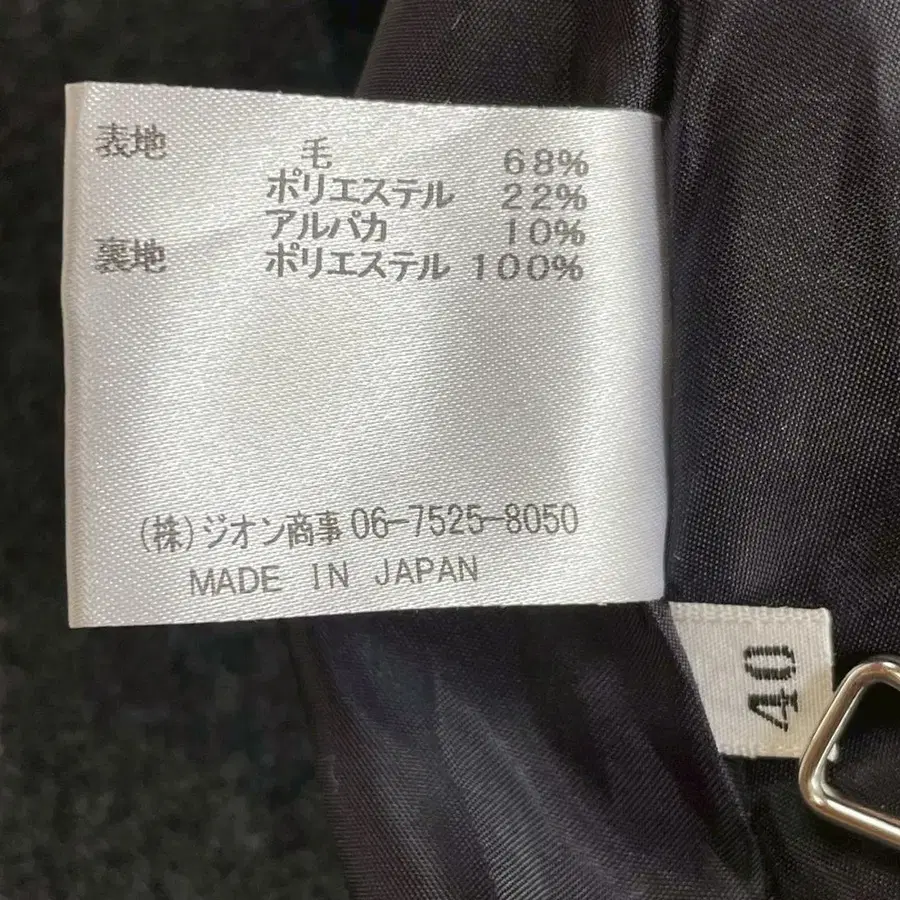 表地 毛 68%
ポリエステル 22%
アルパカ 10%
裏地 ポリエステル 100%
(株)ジオン商事 06-7525-8050
MADE IN JAPAN
40